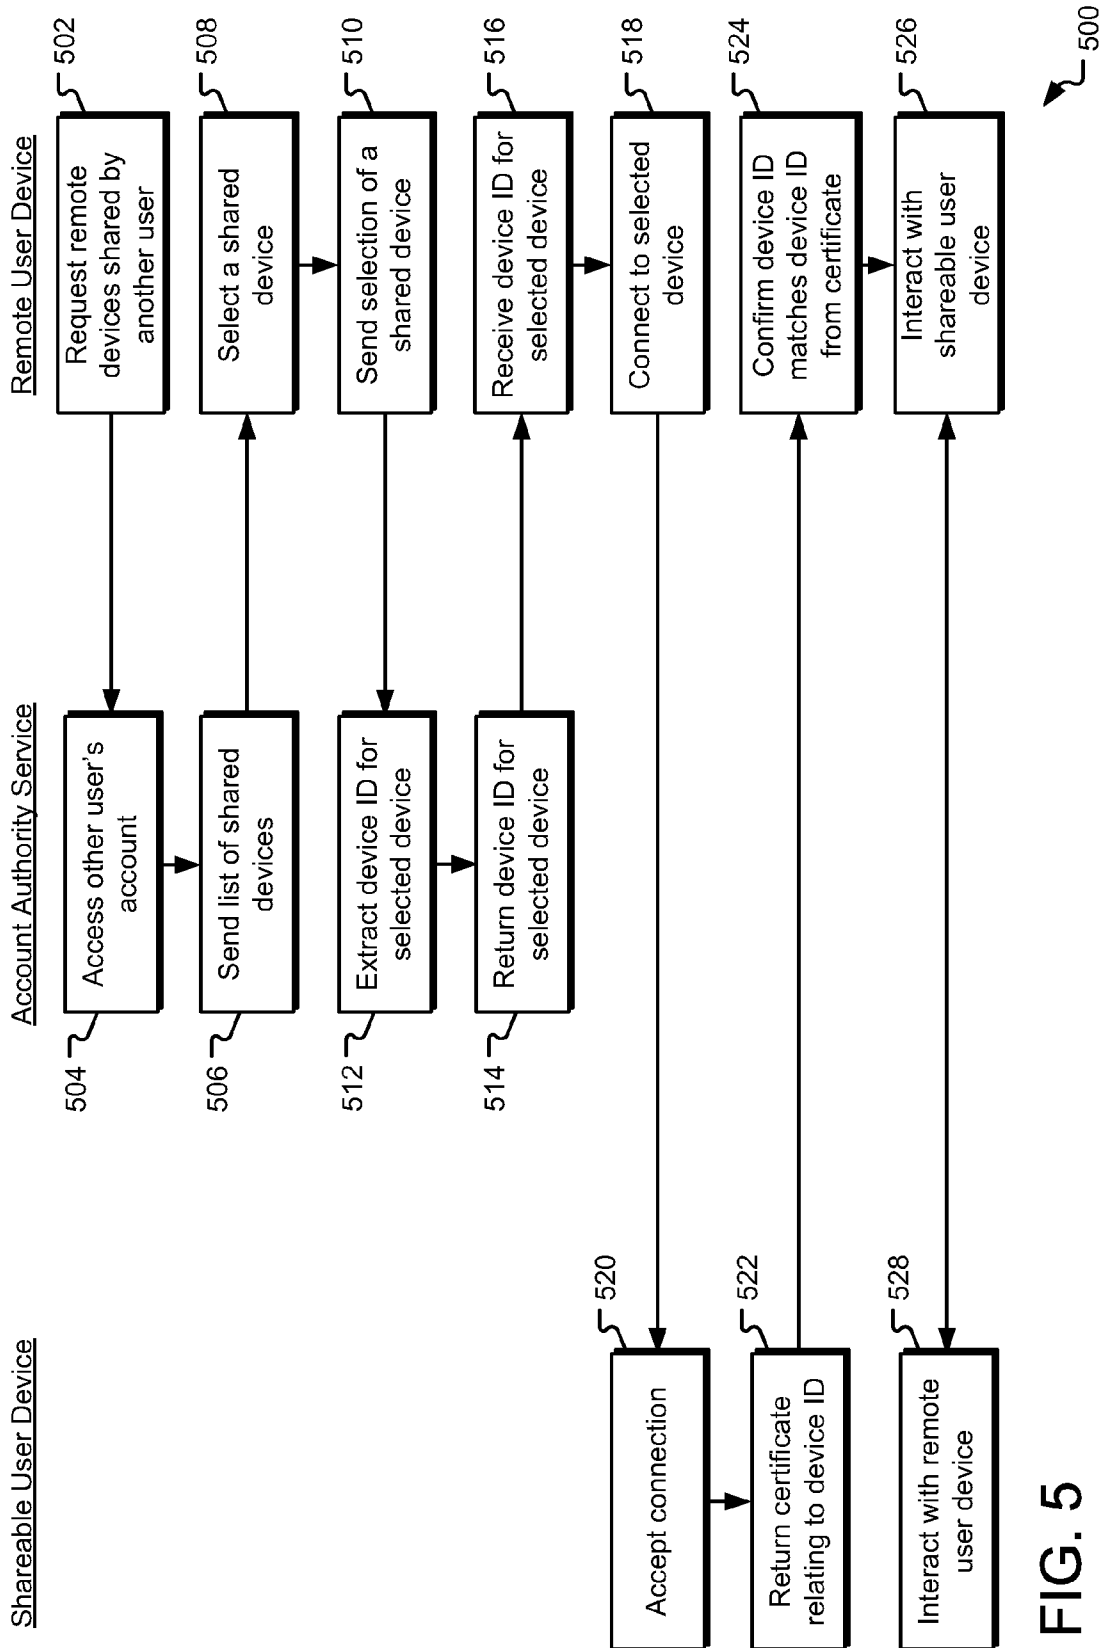 Shareable User Device
Account Authority Service
Remote User Device
Request remote
devices shared by
another user
502
Access other user's
account
504
Send list of shared
devices
506
Select a shared
device
508
Send selection of a
shared device
510
Extract device ID for
selected device
512
Return device ID for
selected device
514
Receive device ID for
selected device
516
Connect to selected
device
518
Accept connection
520
Return certificate
relating to device ID
522
Confirm device ID
matches device ID
from certificate
524
Interact with
shareable user
device
526
Interact with remote
user device
528
500
FIG. 5